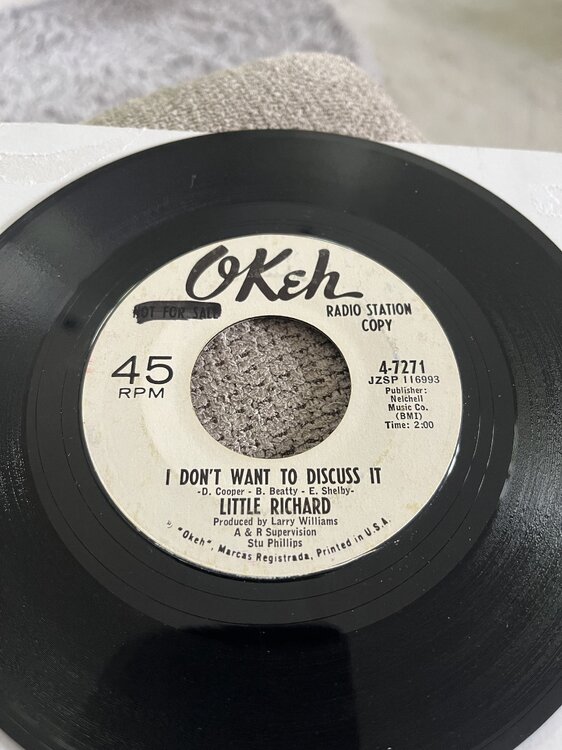 OKeh
NOT FOR SALE
RADIO STATION
COPY
45
RPM
4-7271
JZSP 116993
Publisher:
Nelchell
Music Co.
(BMI)
Time: 2:00
I DON'T WANT TO DISCUSS IT
-D. Cooper - B. Beatty - E. Shelby-
LITTLE RICHARD
Produced by Larry Williams
A & R Supervision
Stu Phillips
"Okeh", Marcas Registrada, Printed in U.S.A.